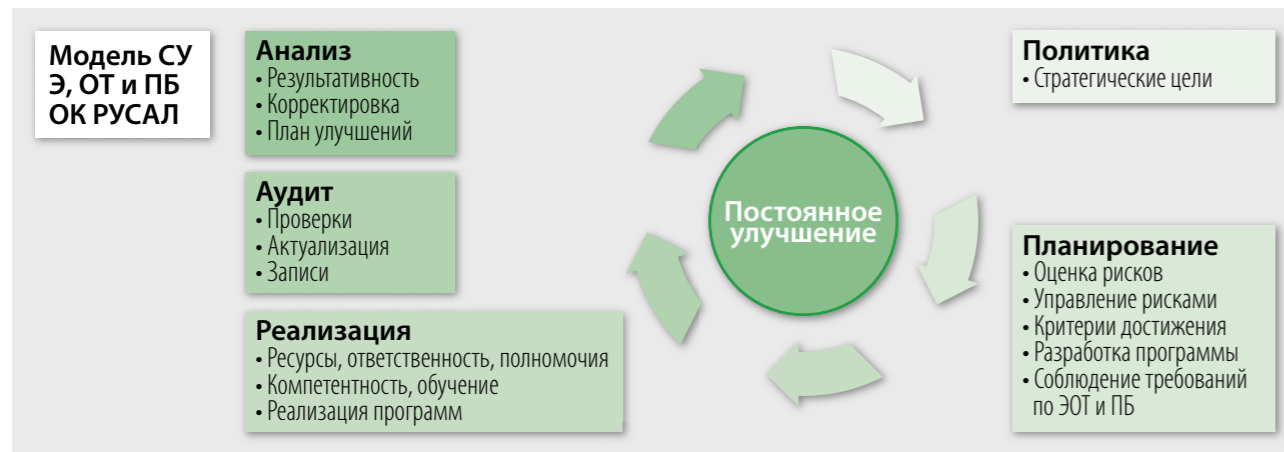 Модель СУ
Э, ОТ и ПБ
ОК РУСАЛ
Анализ
• Результативность
• Корректировка
• План улучшений
Аудит
• Проверки
• Актуализация
• Записи
Реализация
• Ресурсы, ответственность, полномочия
• Компетентность, обучение
• Реализация программ
Постоянное
улучшение
Политика
• Стратегические цели
Планирование
• Оценка рисков
• Управление рисками
• Критерии достижения
• Разработка программы
• Соблюдение требований
по ЭОТ и ПБ